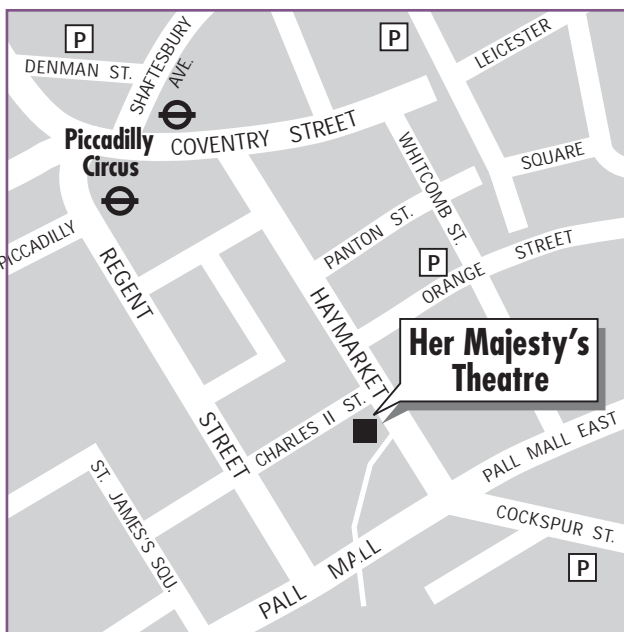 P
P
DENMAN ST.
SHAFTESBURY AVE.
LEICESTER
Piccadilly
Circus
COVENTRY STREET
WHITCOMB ST.
SQUARE
PICCADILLY
REGENT STREET
PANTON ST.
P
ORANGE STREET
HAYMARKET
Her Majesty's
Theatre
CHARLES II ST.
PALL MALL EAST
ST. JAMES'S SQU.
COCKSPUR ST.
PALL MALL
P